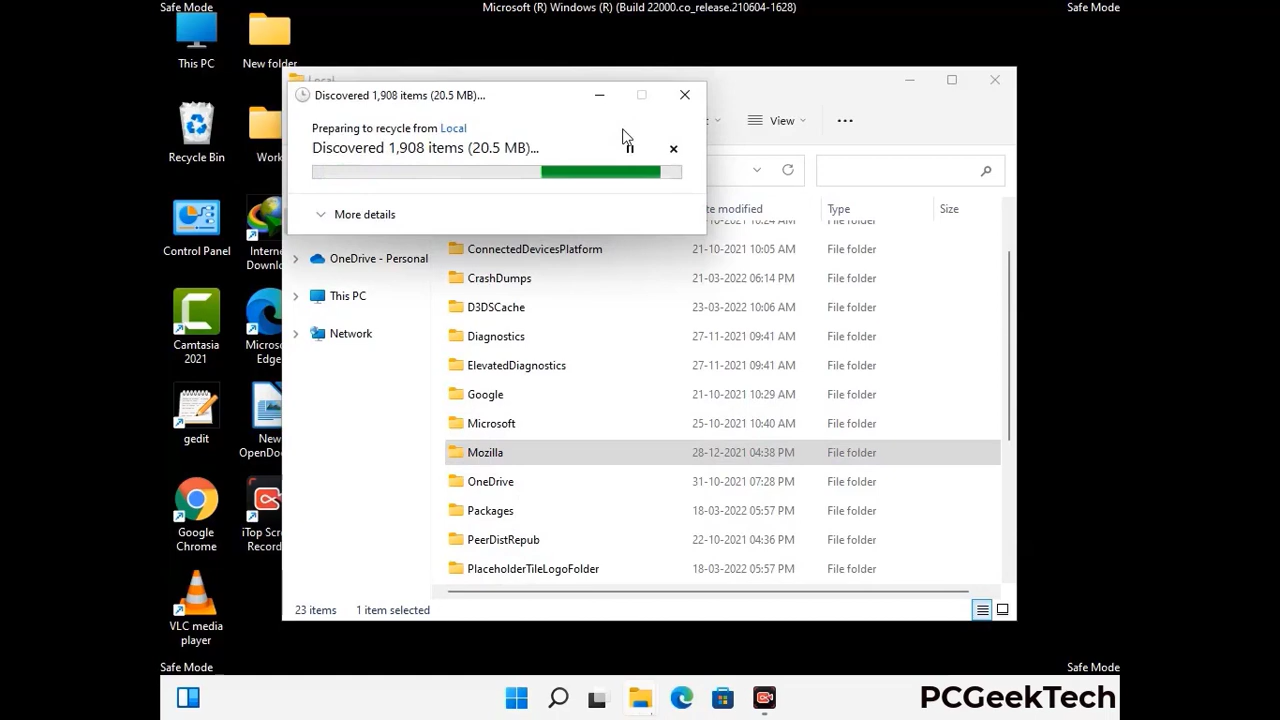 Safe Mode
Microsoft (R) Windows (R) (Build 22000.co_release.210604-1628)
Safe Mode
This PC
New folder
Recycle Bin
Work
Control Panel
Intern
Downlo
Camtasia
2021
Micros
Edge
gedit
New
OpenDo
Google
Chrome
iTop Scr
Record
VLC media
player
Local
Discovered 1,908 items (20.5 MB)...
Preparing to recycle from Local
Discovered 1,908 items (20.5 MB)...
More details
View
OneDrive - Personal
This PC
Network
te modified
Type
Size
File folder
ConnectedDevicesPlatform 21-10-2021 10:05 AM File folder
CrashDumps 21-03-2022 06:14 PM File folder
D3DSCache 23-03-2022 10:06 AM File folder
Diagnostics 27-11-2021 09:41 AM File folder
ElevatedDiagnostics 27-11-2021 09:41 AM File folder
Google 21-10-2021 10:29 AM File folder
Microsoft 25-10-2021 10:40 AM File folder
Mozilla 28-12-2021 04:38 PM File folder
OneDrive 31-10-2021 07:28 PM File folder
Packages 18-03-2022 05:57 PM File folder
PeerDistRepub 22-10-2021 04:36 PM File folder
PlaceholderTileLogoFolder 18-03-2022 05:57 PM File folder
23 items 1 item selected
Safe Mode
Safe Mode
PCGeekTech